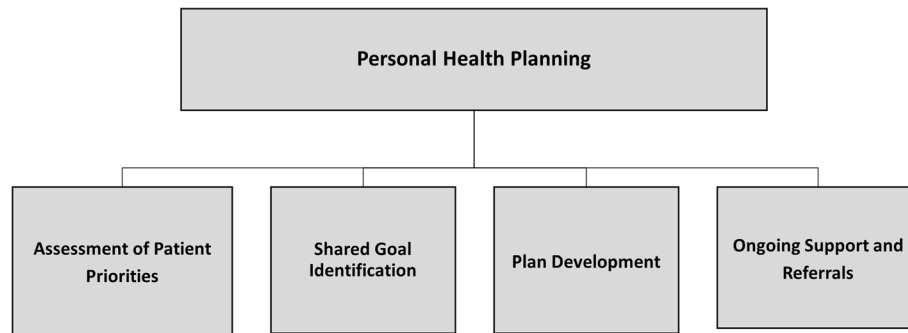 Personal Health Planning
Assessment of Patient
Priorities
Shared Goal
Identification
Plan Development
Ongoing Support and
Referrals